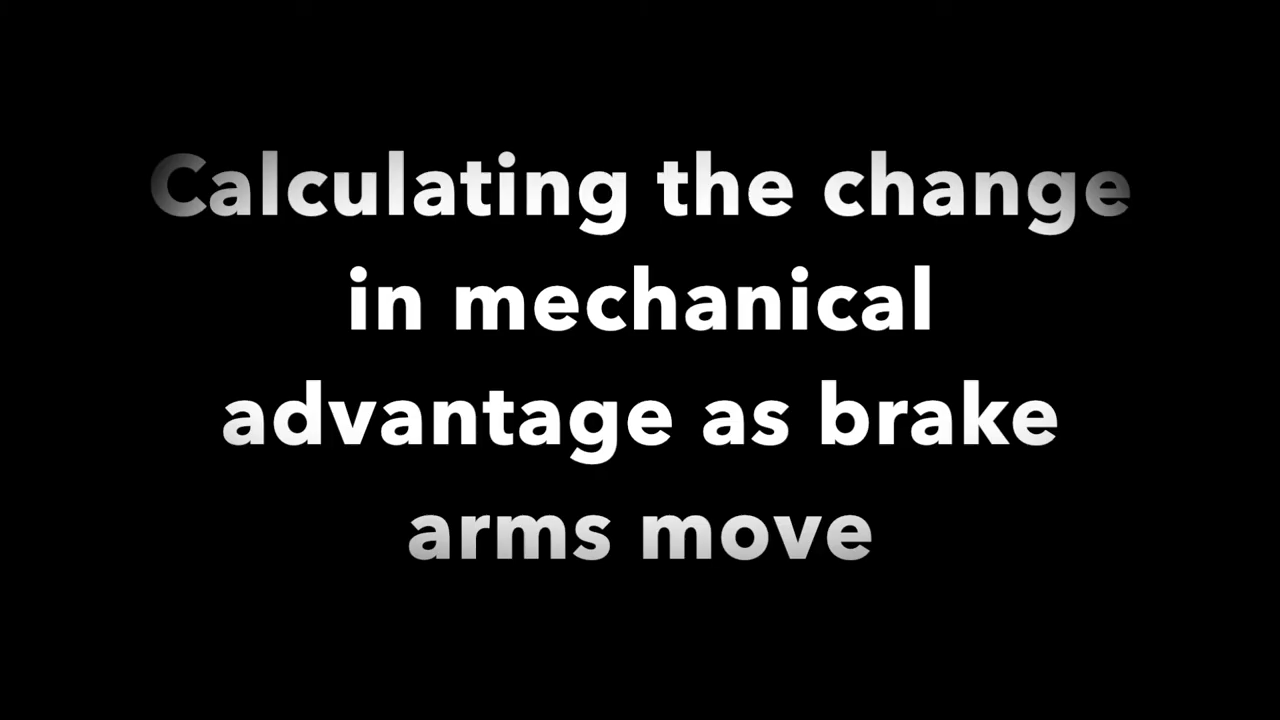 Calculating the change
in mechanical
advantage as brake
arms move